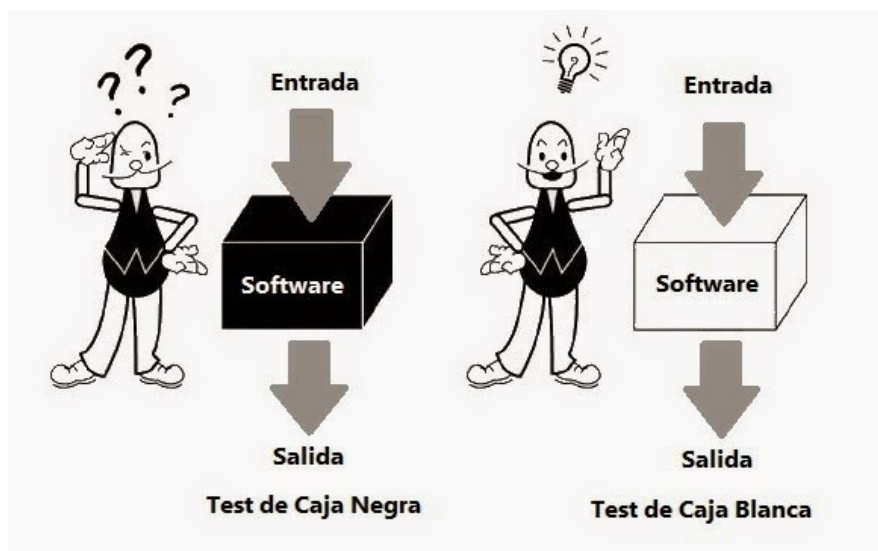 ? ? ?
Entrada
Software
Salida
Test de Caja Negra
Entrada
Software
Salida
Test de Caja Blanca